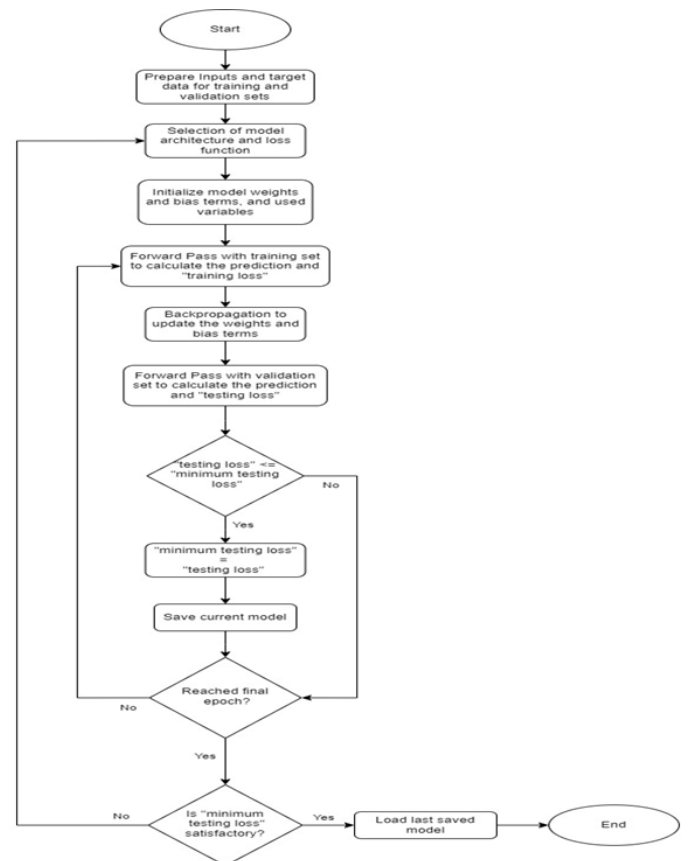 Start
Prepare Inputs and target
data for training and
validation sets
Selection of model
architecture and loss
function
Initialize model weights
and bias terms, and used
variables
Forward Pass with training set
to calculate the prediction and
"training loss"
Backpropagation to
update the weights and
bias terms
Forward Pass with validation
set to calculate the prediction
and "testing loss"
"testing loss" <=
"minimum testing
loss"
No
Yes
"minimum testing loss"
=
"testing loss"
Save current model
Reached final
epoch?
No
Yes
Is "minimum
testing loss"
satisfactory?
No
Yes
Load last saved
model
End